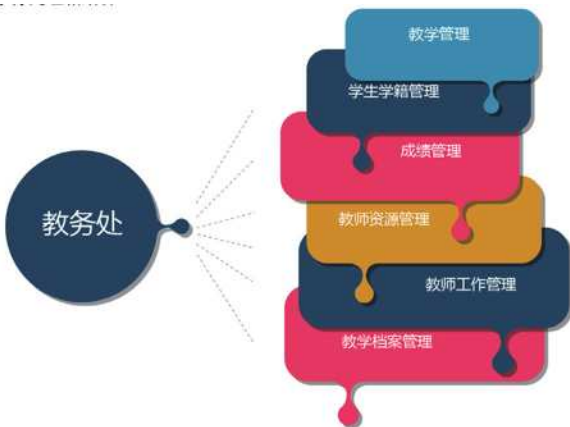 教学管理
学生学籍管理
成绩管理
教师资源管理
教务处
教师工作管理
教学档案管理